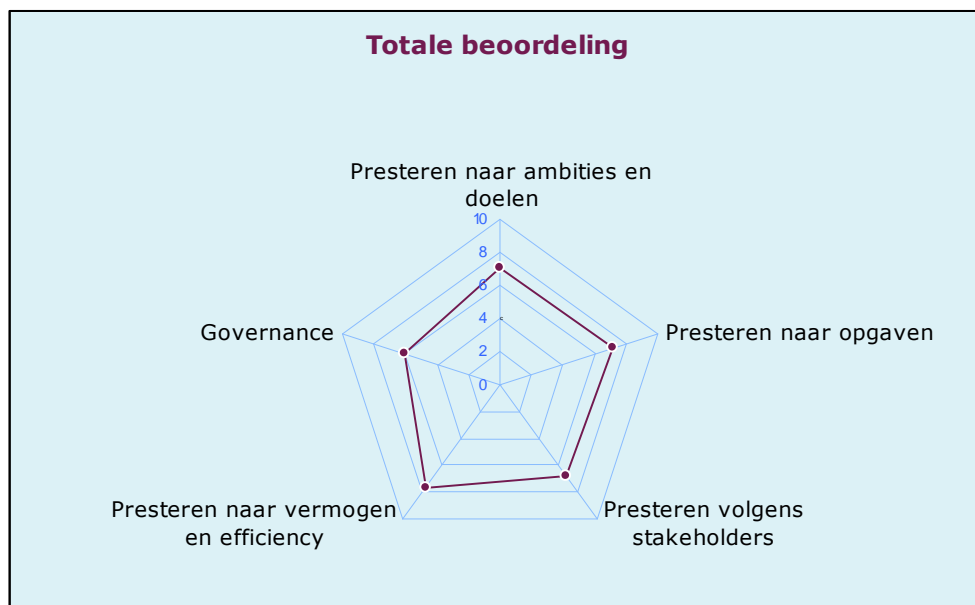 Totale beoordeling
Presteren naar ambities en
doelen
10
8
6
4
2
0
Governance
Presteren naar opgaven
Presteren naar vermogen
en efficiency
Presteren volgens
stakeholders